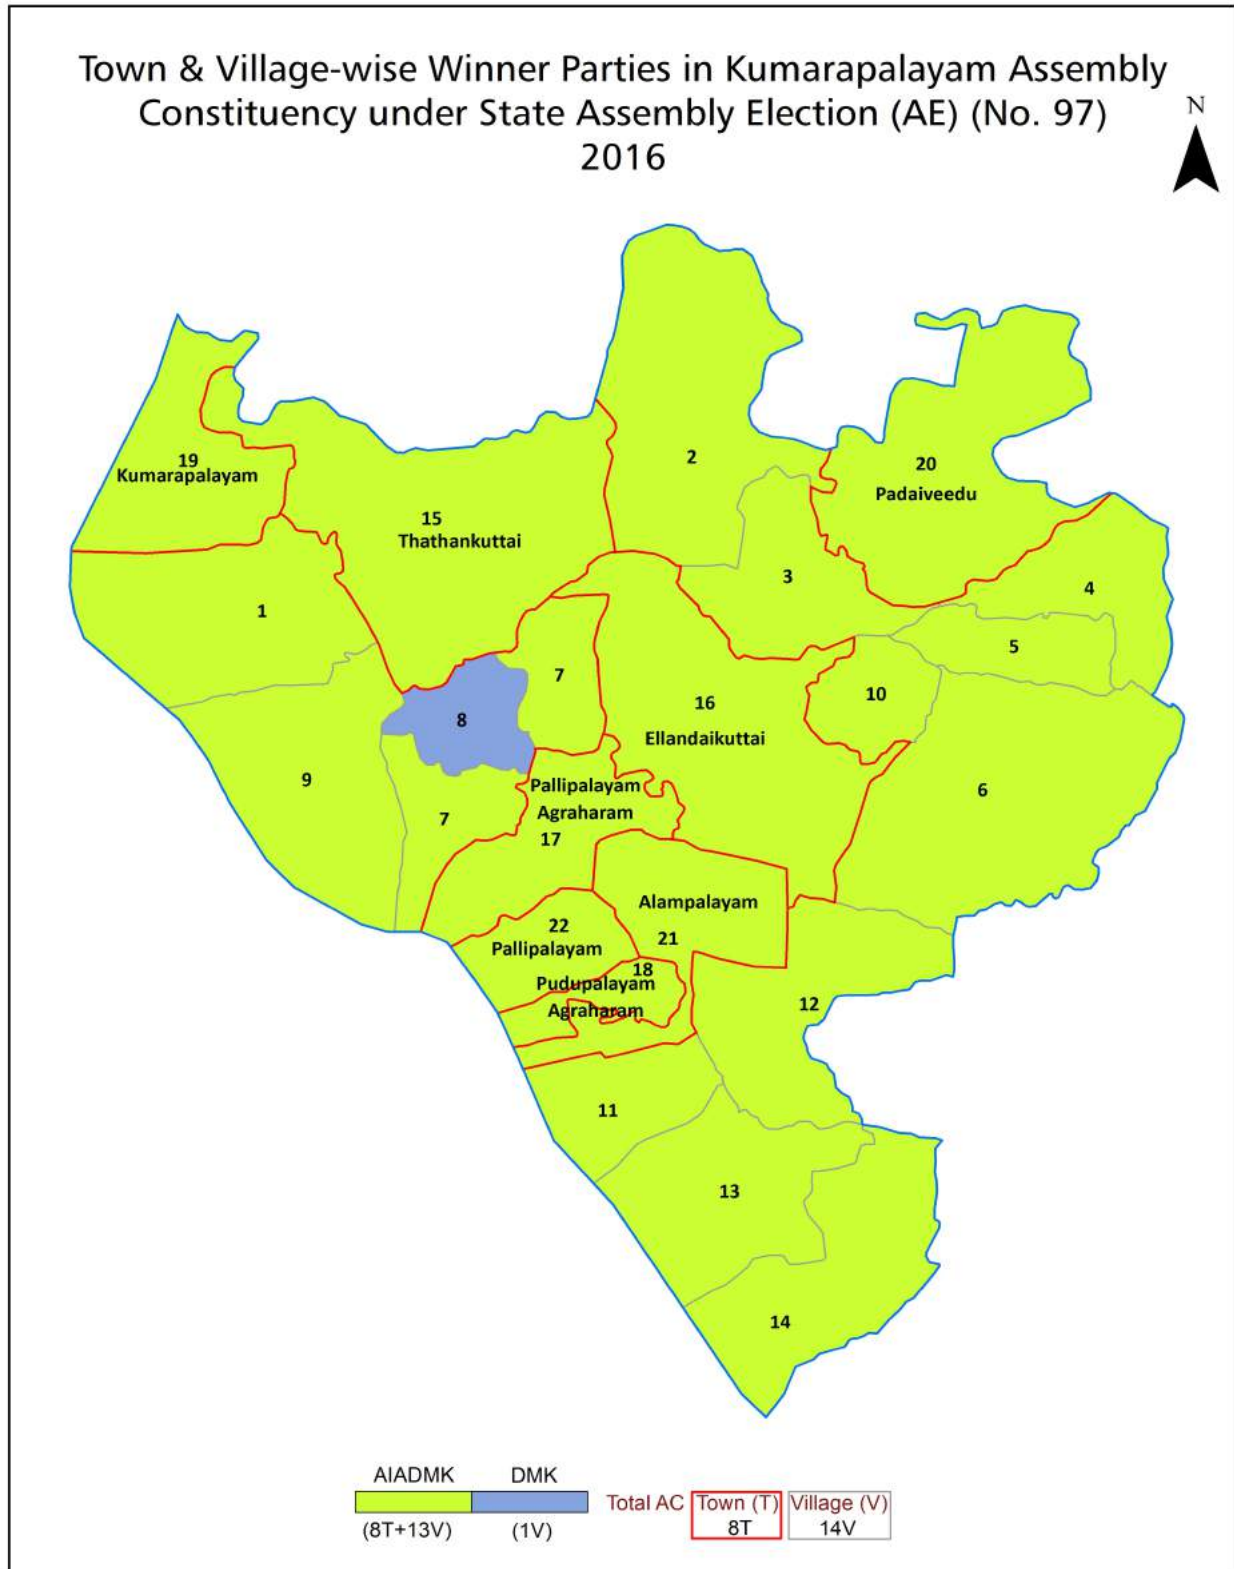 Town & Village-wise Winner Parties in Kumarapalayam Assembly
Constituency under State Assembly Election (AE) (No. 97)
2016
N
19
Kumarapalayam
2
20
Padaiveedu
15
Thathankuttai
3
4
1
5
7
10
16
8
Ellandaikuttai
9
6
7
Pallipalayam
Agraharam
17
Alampalayam
22
21
Pallipalayam
18
Pudupalayam
Agraharam
12
11
13
14
AIADMK DMK
(8T+13V) (1V)
Total AC Town (T) Village (V)
8T 14V